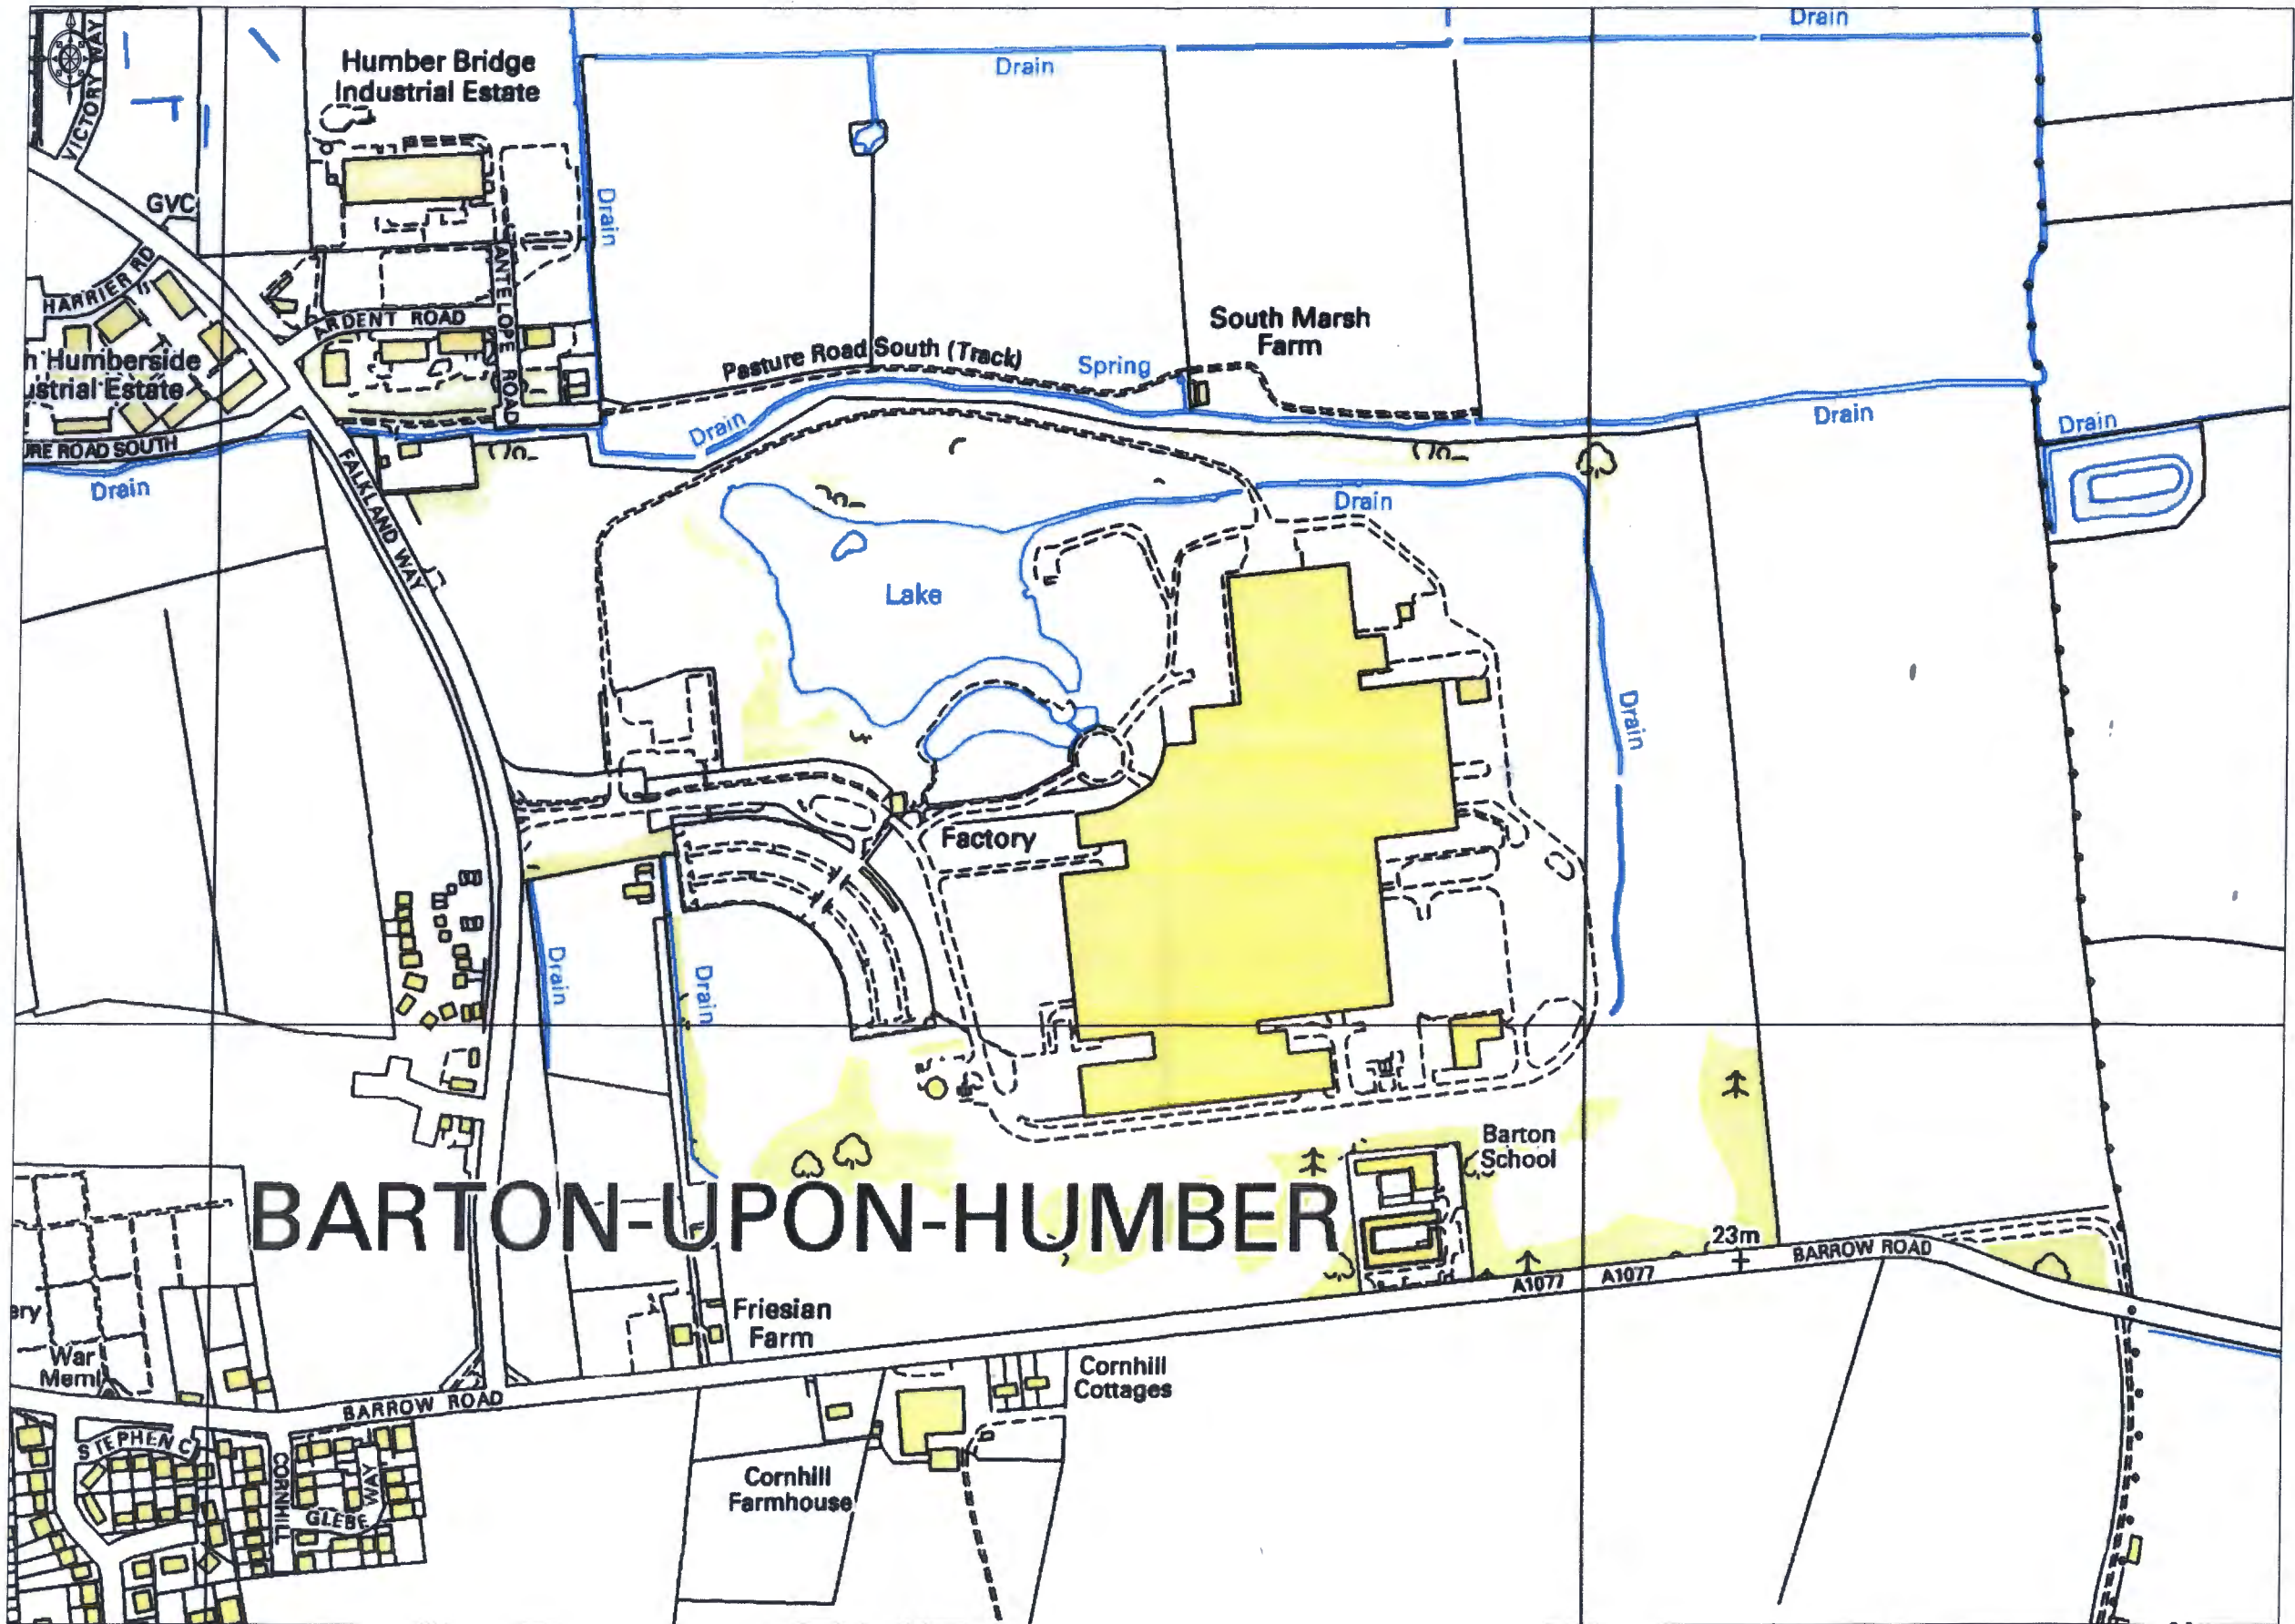 Drain
VICTORY WAY
Humber Bridge
Industrial Estate
Drain
GVC
Drain
HARRIER RD
ANTELOPE ROAD
ARDENT ROAD
South Marsh
Farm
h Humberside
ustrial Estate
Pasture Road South (Track)
Spring
Drain
Drain
Drain
URE ROAD SOUTH
Drain
FALKLAND WAY
Drain
Lake
Drain
Factory
Drain
Drain
Barton
School
BARTON-UPON-HUMBER
23m
BARROW ROAD
A1077
A1077
ery
Friesian
Farm
War
Meml
Cornhill
Cottages
BARROW ROAD
STEPHEN C
CORNHILL
WAY
GLEBE
Cornhill
Farmhouse